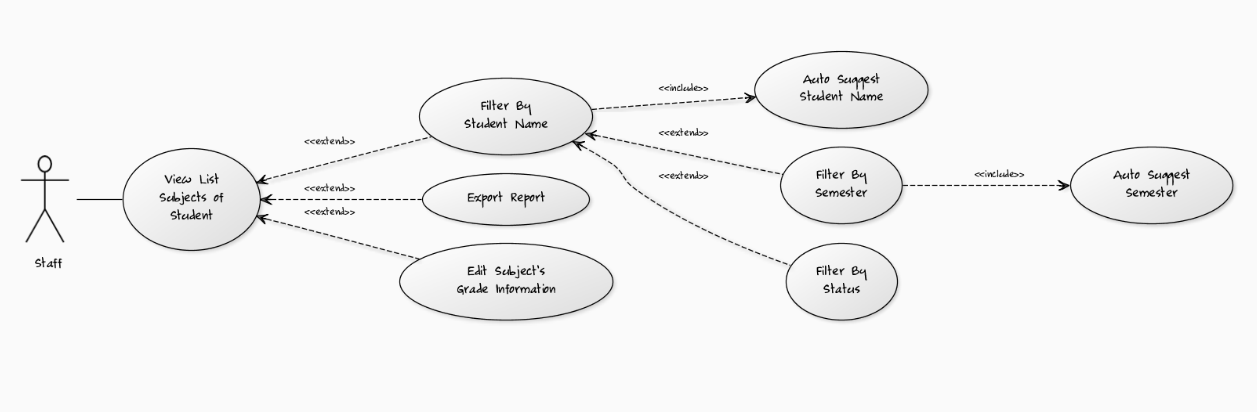 Staff
View List
Subjects of
Student
<<extend>>
<<extend>>
<<extend>>
Filter By
Student Name
Export Report
Edit Subject's
Grade Information
<<include>>
<<extend>>
<<extend>>
Auto Suggest
Student Name
Filter By
Semester
Filter By
Status
<<include>>
Auto Suggest
Semester